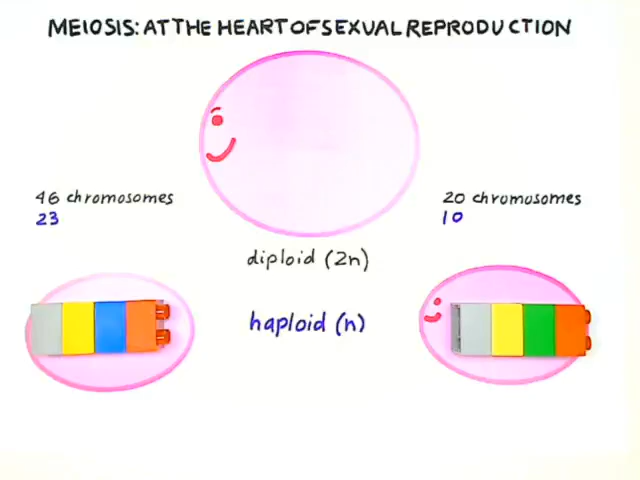 MEIOSIS: AT THE HEART OF SEXUAL REPRODUCTION
46 chromosomes
23
20 chromosomes
10
diploid (2n)
haploid (n)